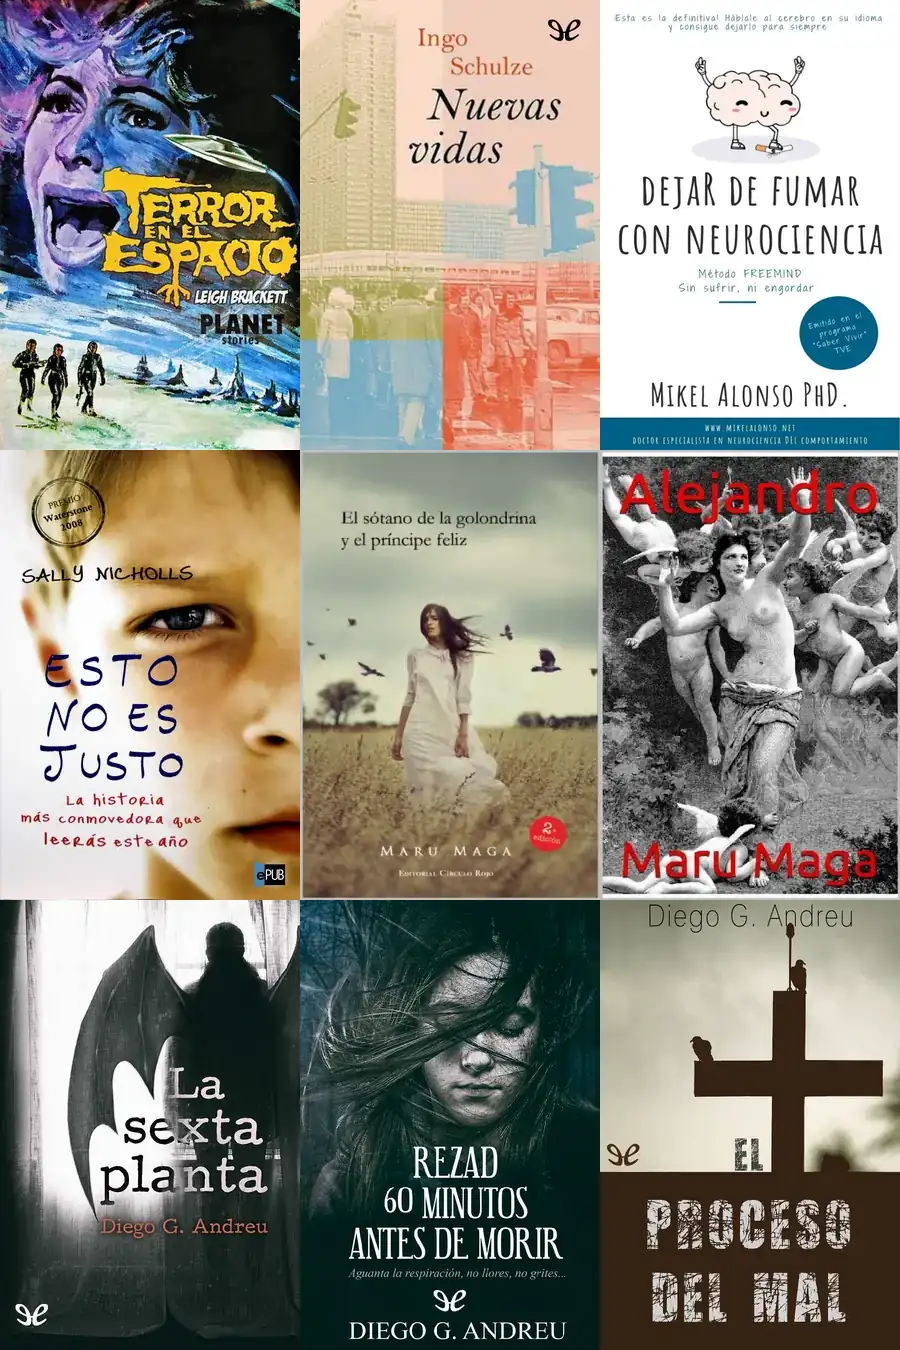 TERROR
EN EL
ESPACIO
LEIGH BRACKETT
PLANET
stories
Ingo
Schulze
Nuevas
vidas
¡Esta es la definitiva! Háblale al cerebro en su idioma
y consigue dejarlo para siempre
DEJAR DE FUMAR
CON NEUROCIENCIA
Método FREEMIND
Sin sufrir, ni engordar
Emitido en el
programa
"Saber Vivir"
TVE
MIKEL ALONSO PHD.
WWW.MIKELALONSO.NET
DOCTOR ESPECIALISTA EN NEUROCIENCIA DEL COMPORTAMIENTO
PREMIO
Waterstone
2008
SALLY NICHOLLS
ESTO
NO ES
JUSTO
La historia
más conmovedora que
leerás este año
ePUB
El sótano de la golondrina
y el príncipe feliz
2ª
edición
MARU MAGA
EDITORIAL CÍRCULO ROJO
Alejandro
Maru Maga
La
sexta
planta
Diego G. Andreu
REZAD
60 MINUTOS
ANTES DE MORIR
Aguanta la respiración, no llores, no grites...
DIEGO G. ANDREU
Diego G. Andreu
EL
PROCESO
DEL MAL